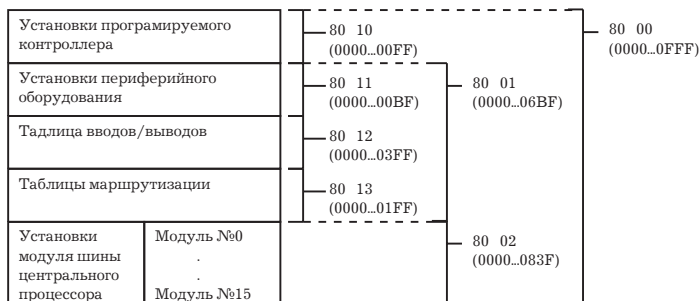 Установки програмируемого
контроллера
80 10
(0000...00FF)
80 00
(0000...0FFF)
Установки периферийного
оборудования
80 11
(0000...00BF)
80 01
(0000...06BF)
Тадлица вводов/выводов
80 12
(0000...03FF)
Таблицы маршрутизации
80 13
(0000...01FF)
Установки
модуля шины
центрального
процессора
Модуль №0
.
.
Модуль №15
80 02
(0000...083F)